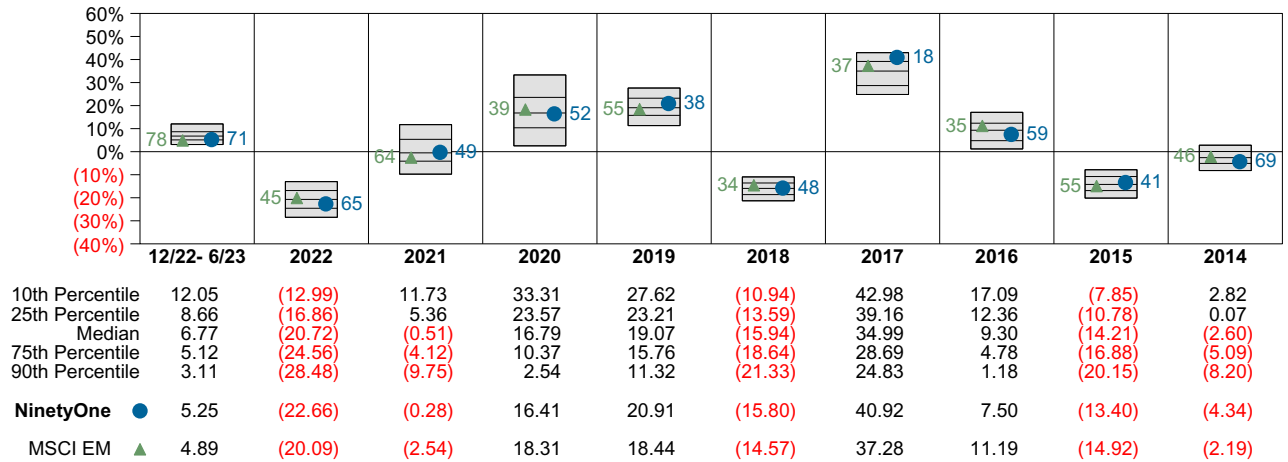 60%
50%
40%
30%
20%
10%
0%
(10%)
(20%)
(30%)
(40%)
78 71
45 65
64 49
39 52
55 38
34 48
37 18
35 59
55 41
46 69
12/22- 6/23 2022 2021 2020 2019 2018 2017 2016 2015 2014
10th Percentile 12.05 (12.99) 11.73 33.31 27.62 (10.94) 42.98 17.09 (7.85) 2.82
25th Percentile 8.66 (16.86) 5.36 23.57 23.21 (13.59) 39.16 12.36 (10.78) 0.07
Median 6.77 (20.72) (0.51) 16.79 19.07 (15.94) 34.99 9.30 (14.21) (2.60)
75th Percentile 5.12 (24.56) (4.12) 10.37 15.76 (18.64) 28.69 4.78 (16.88) (5.09)
90th Percentile 3.11 (28.48) (9.75) 2.54 11.32 (21.33) 24.83 1.18 (20.15) (8.20)
NinetyOne 5.25 (22.66) (0.28) 16.41 20.91 (15.80) 40.92 7.50 (13.40) (4.34)
MSCI EM 4.89 (20.09) (2.54) 18.31 18.44 (14.57) 37.28 11.19 (14.92) (2.19)